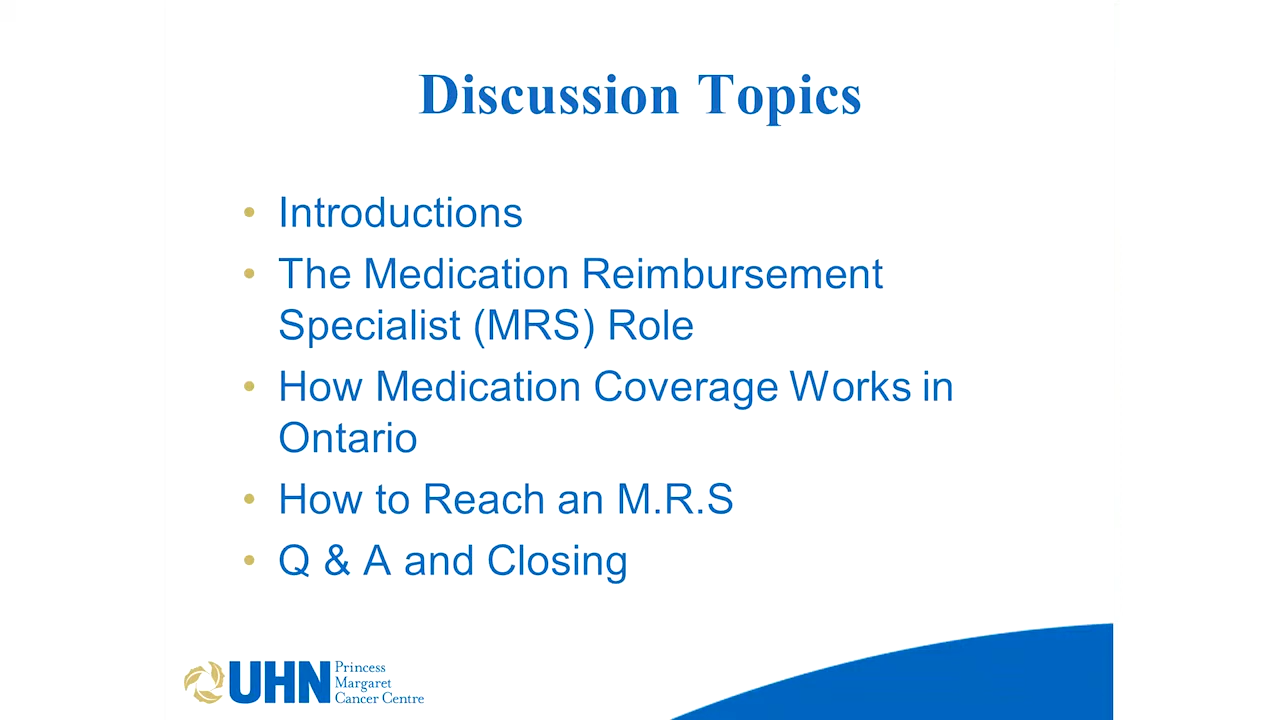 Discussion Topics
• Introductions
• The Medication Reimbursement
Specialist (MRS) Role
• How Medication Coverage Works in
Ontario
• How to Reach an M.R.S
• Q & A and Closing
UHN
Princess
Margaret
Cancer Centre